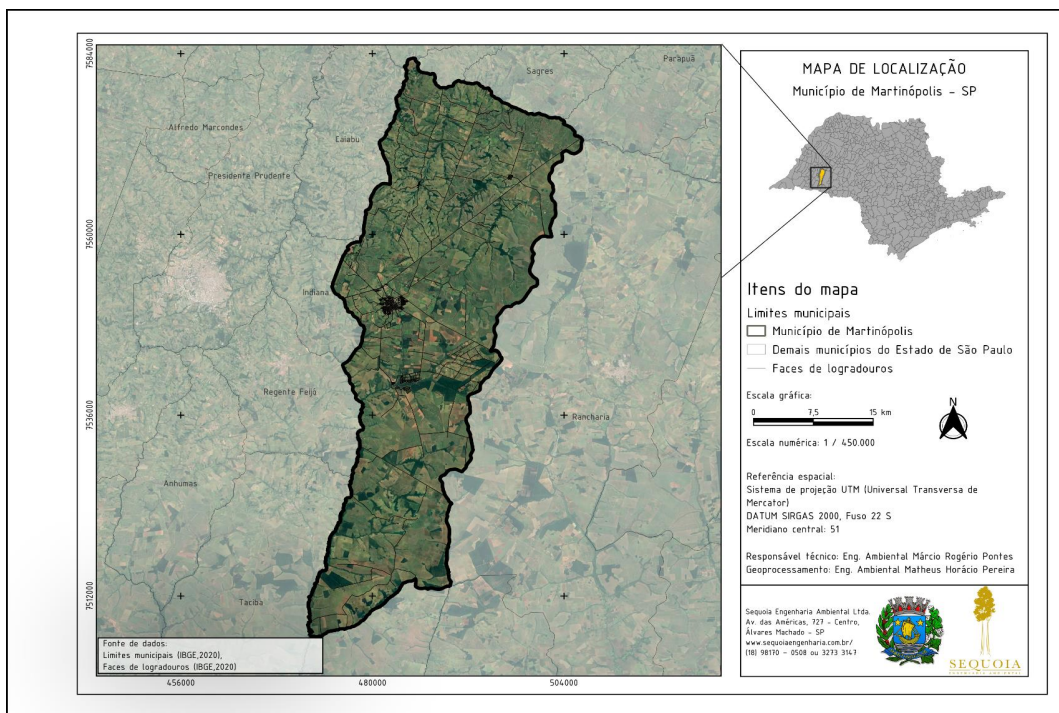 7584000
7560000
7536000
7512000
Parapuã
Sagres
Alfredo Marcondes
Caiabu
Presidente Prudente
Indiana
Regente Feijó
Rancharia
Anhumas
Taciba
Fonte de dados:
Limites municipais (IBGE,2020),
Faces de logradouros (IBGE,2020)
456000
480000
504000
MAPA DE LOCALIZAÇÃO
Município de Martinópolis - SP
Itens do mapa
Limites municipais
Município de Martinópolis
Demais municípios do Estado de São Paulo
Faces de logradouros
Escala gráfica:
0 7,5 15 km
N
Escala numérica: 1 / 450.000
Referência espacial:
Sistema de projeção UTM (Universal Transversa de
Mercator)
DATUM SIRGAS 2000, Fuso 22 S
Meridiano central: 51
Responsável técnico: Eng. Ambiental Márcio Rogério Pontes
Geoprocessamento: Eng. Ambiental Matheus Horácio Pereira
Sequoia Engenharia Ambiental Ltda.
Av. das Américas, 727 - Centro,
Álvares Machado - SP
www.sequoiaengenharia.com.br/
(18) 98170 - 0508 ou 3273 3147
SEQUOIA
ENGENHARIA AMBIENTAL